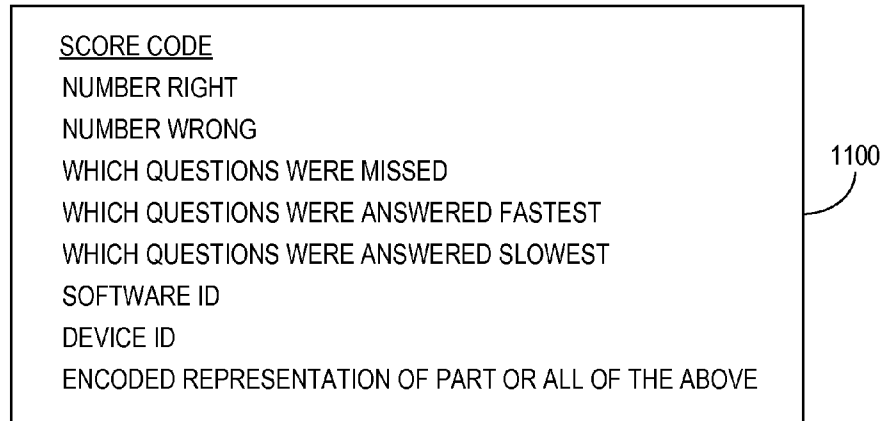 SCORE CODE
NUMBER RIGHT
NUMBER WRONG
WHICH QUESTIONS WERE MISSED
1100
WHICH QUESTIONS WERE ANSWERED FASTEST
WHICH QUESTIONS WERE ANSWERED SLOWEST
SOFTWARE ID
DEVICE ID
ENCODED REPRESENTATION OF PART OR ALL OF THE ABOVE